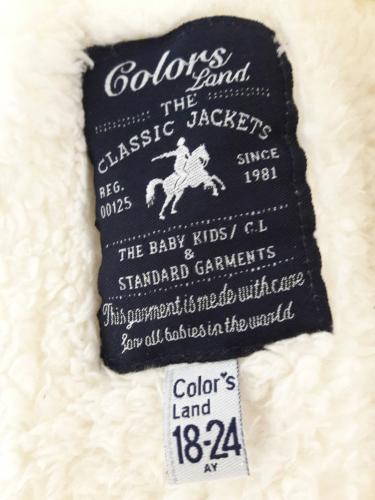 Colors
Land
THE
CLASSIC JACKETS
REG.
00125
SINCE
1981
THE BABY KIDS/ C.L
&
STANDARD GARMENTS
This garment is mede with care
for all babies in the world
Color's
Land
18-24
AY